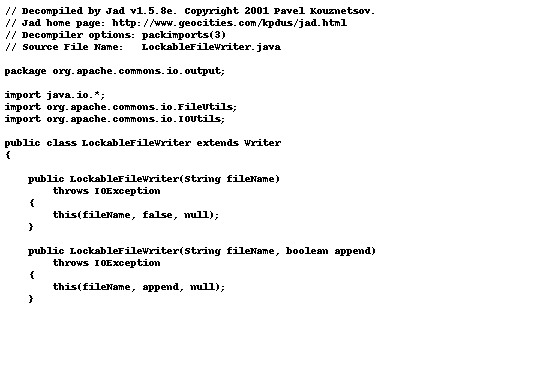 // Decompiled by Jad v1.5.8e. Copyright 2001 Pavel Kouznetsov.
// Jad home page: http://www.geocities.com/kpdus/jad.html
// Decompiler options: packimports(3)
// Source File Name:   LockableFileWriter.java

package org.apache.commons.io.output;

import java.io.*;
import org.apache.commons.io.FileUtils;
import org.apache.commons.io.IOUtils;

public class LockableFileWriter extends Writer
{

    public LockableFileWriter(String fileName)
        throws IOException
    {
        this(fileName, false, null);
    }

    public LockableFileWriter(String fileName, boolean append)
        throws IOException
    {
        this(fileName, append, null);
    }